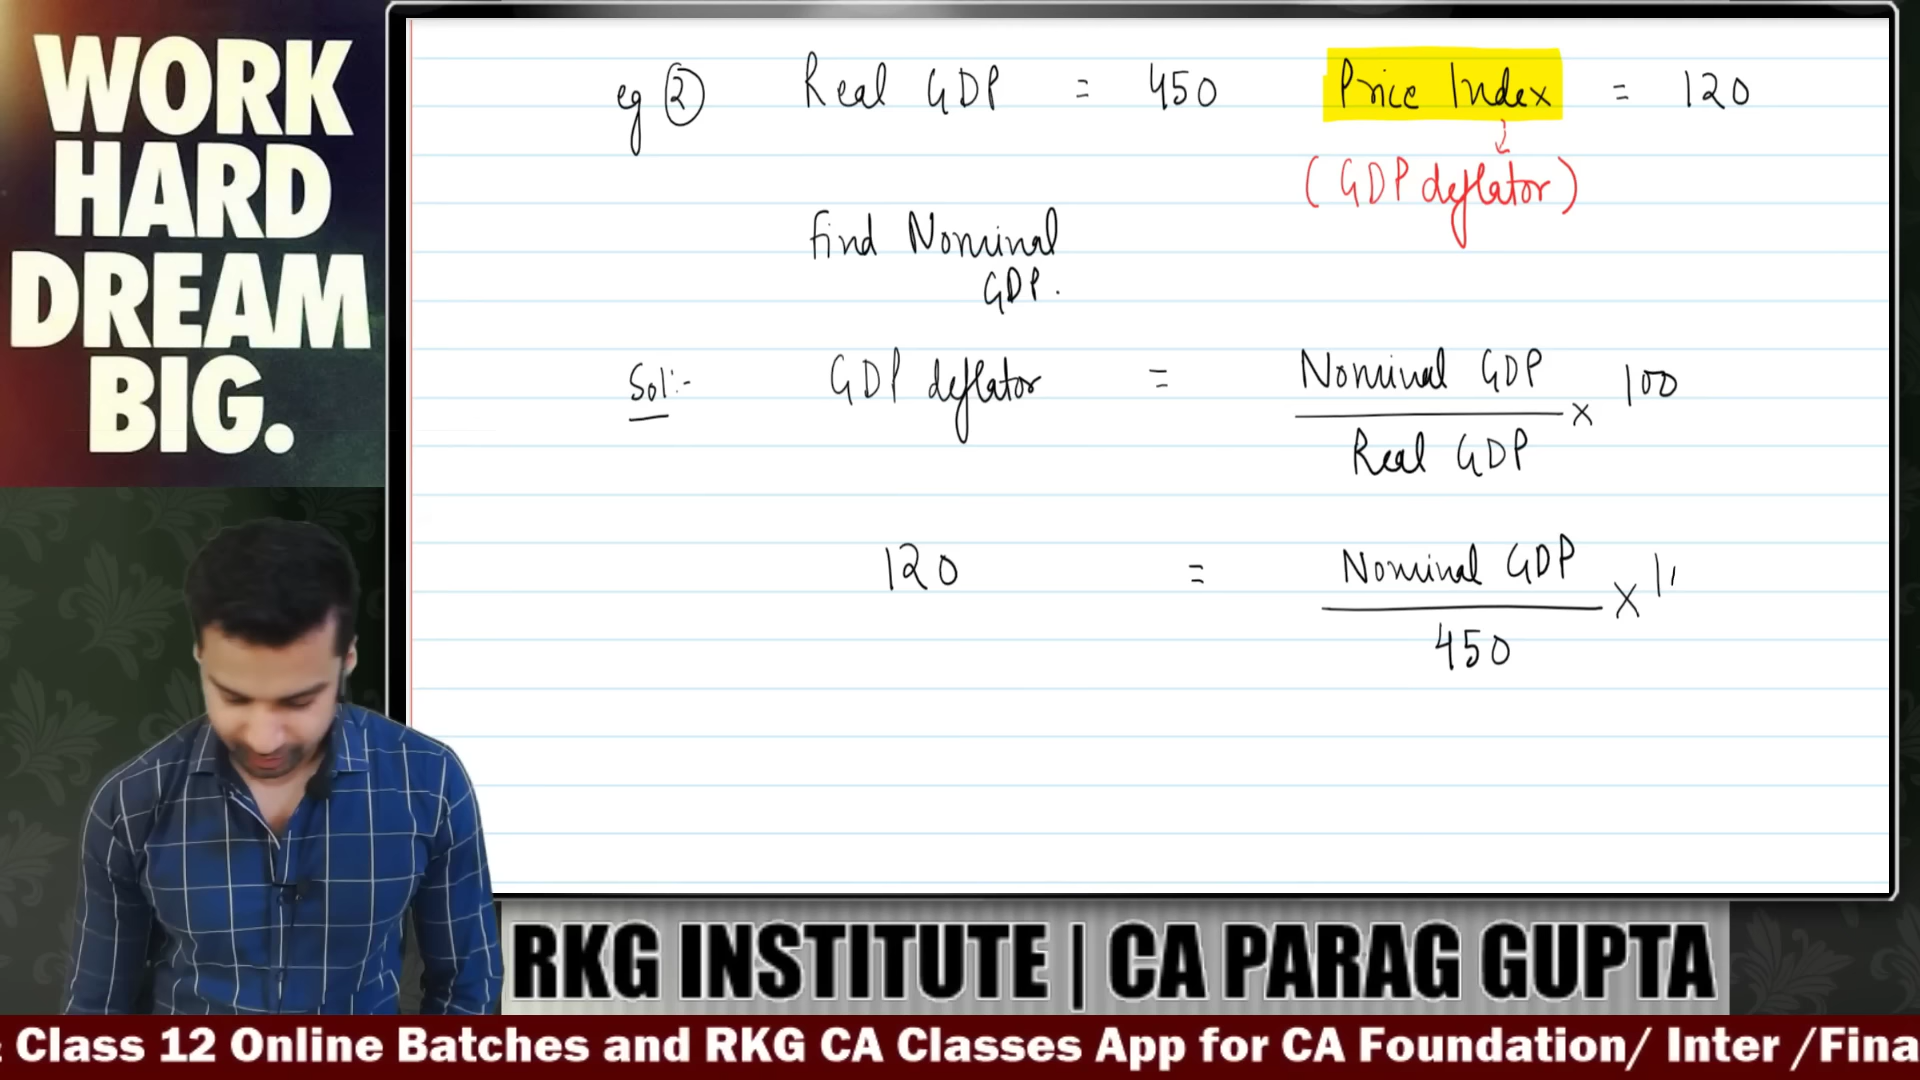 WORK
HARD
DREAM
BIG.
eg ② Real GDP = 450 Price Index = 120
(GDP deflator)
find Nominal
GDP.
Sol:- GDP deflator = Nominal GDP × 100
Real GDP
120 = Nominal GDP × 1
450
RKG INSTITUTE | CA PARAG GUPTA
Class 12 Online Batches and RKG CA Classes App for CA Foundation/ Inter /Fina